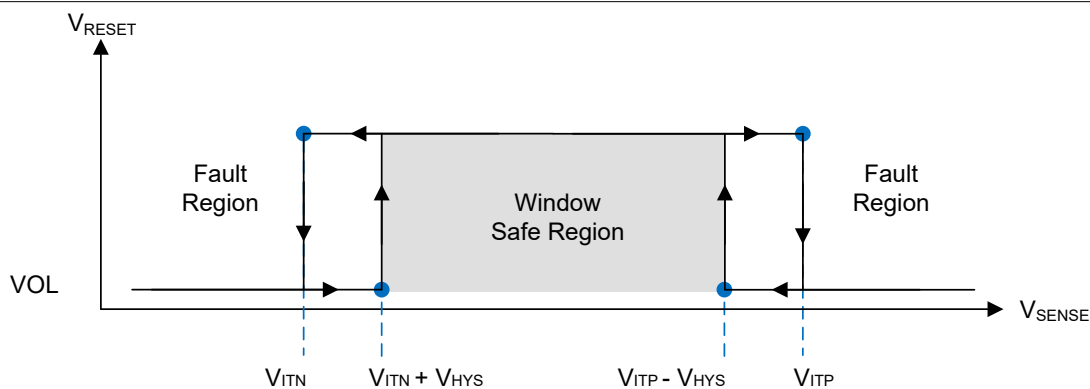 VRESET
Fault
Region
Window
Safe Region
Fault
Region
VOL
VSENSE
VITN
VITN + VHYS
VITP - VHYS
VITP